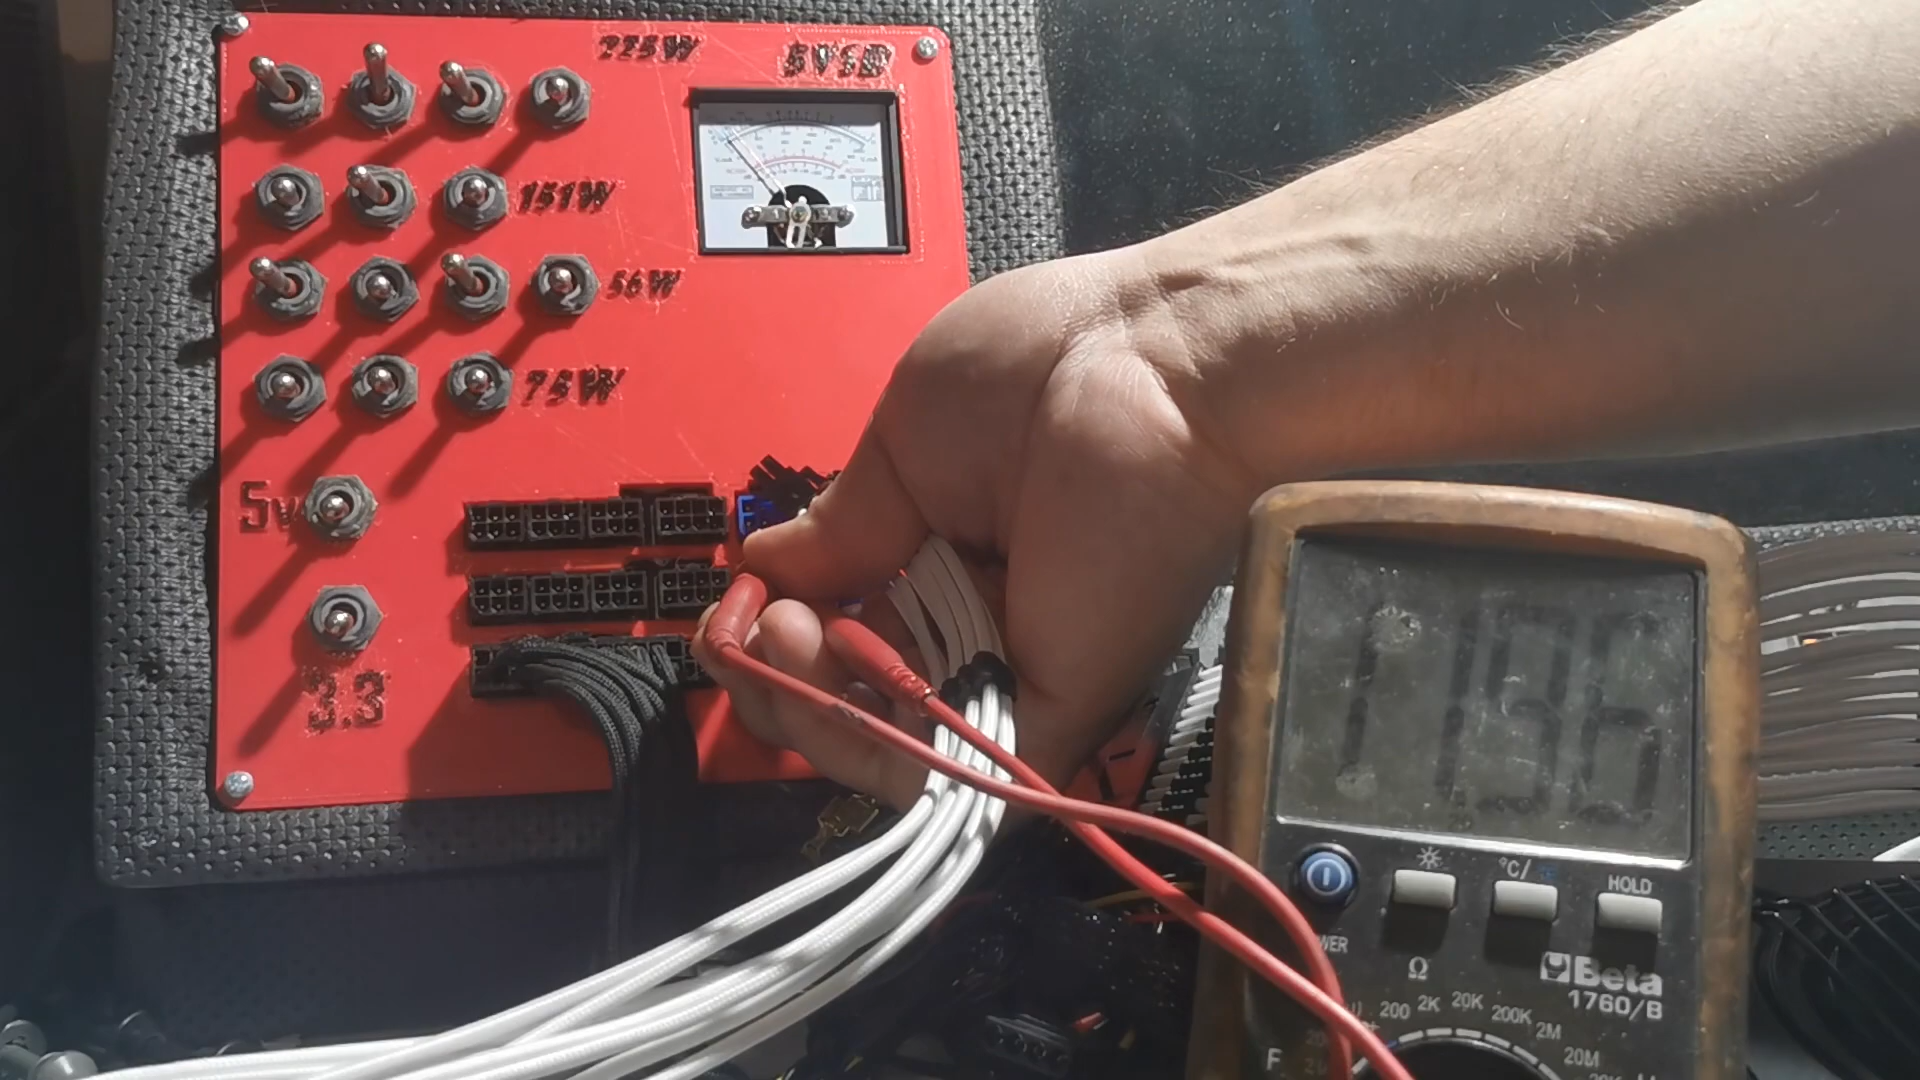 225W
5VSB
151W
56W
75W
5v
3.3
11.96
°C/
HOLD
Ω
Beta
1760/B
200 2K 20K 200K 2M
20M
F